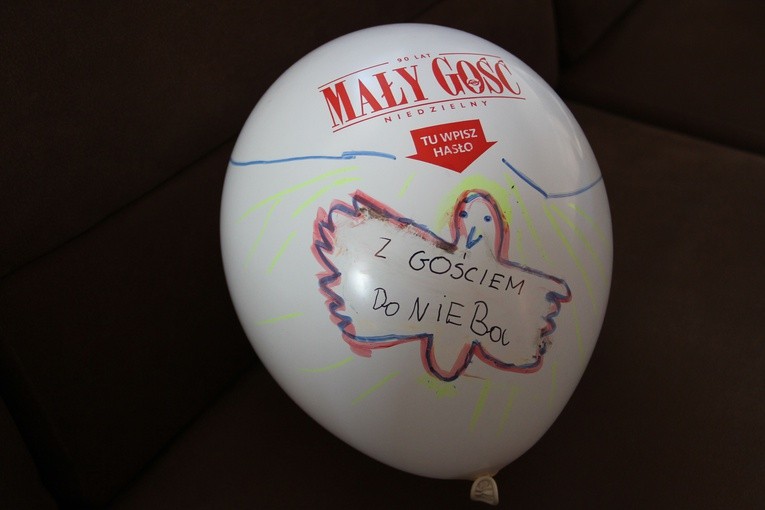 90 LAT
MAŁY GOŚĆ
NIEDZIELNY
TU WPISZ
HASŁO
Z GOŚCIEM
DO NIEBA